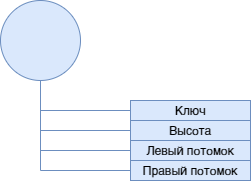 Ключ
Высота
Левый потомок
Правый потомок